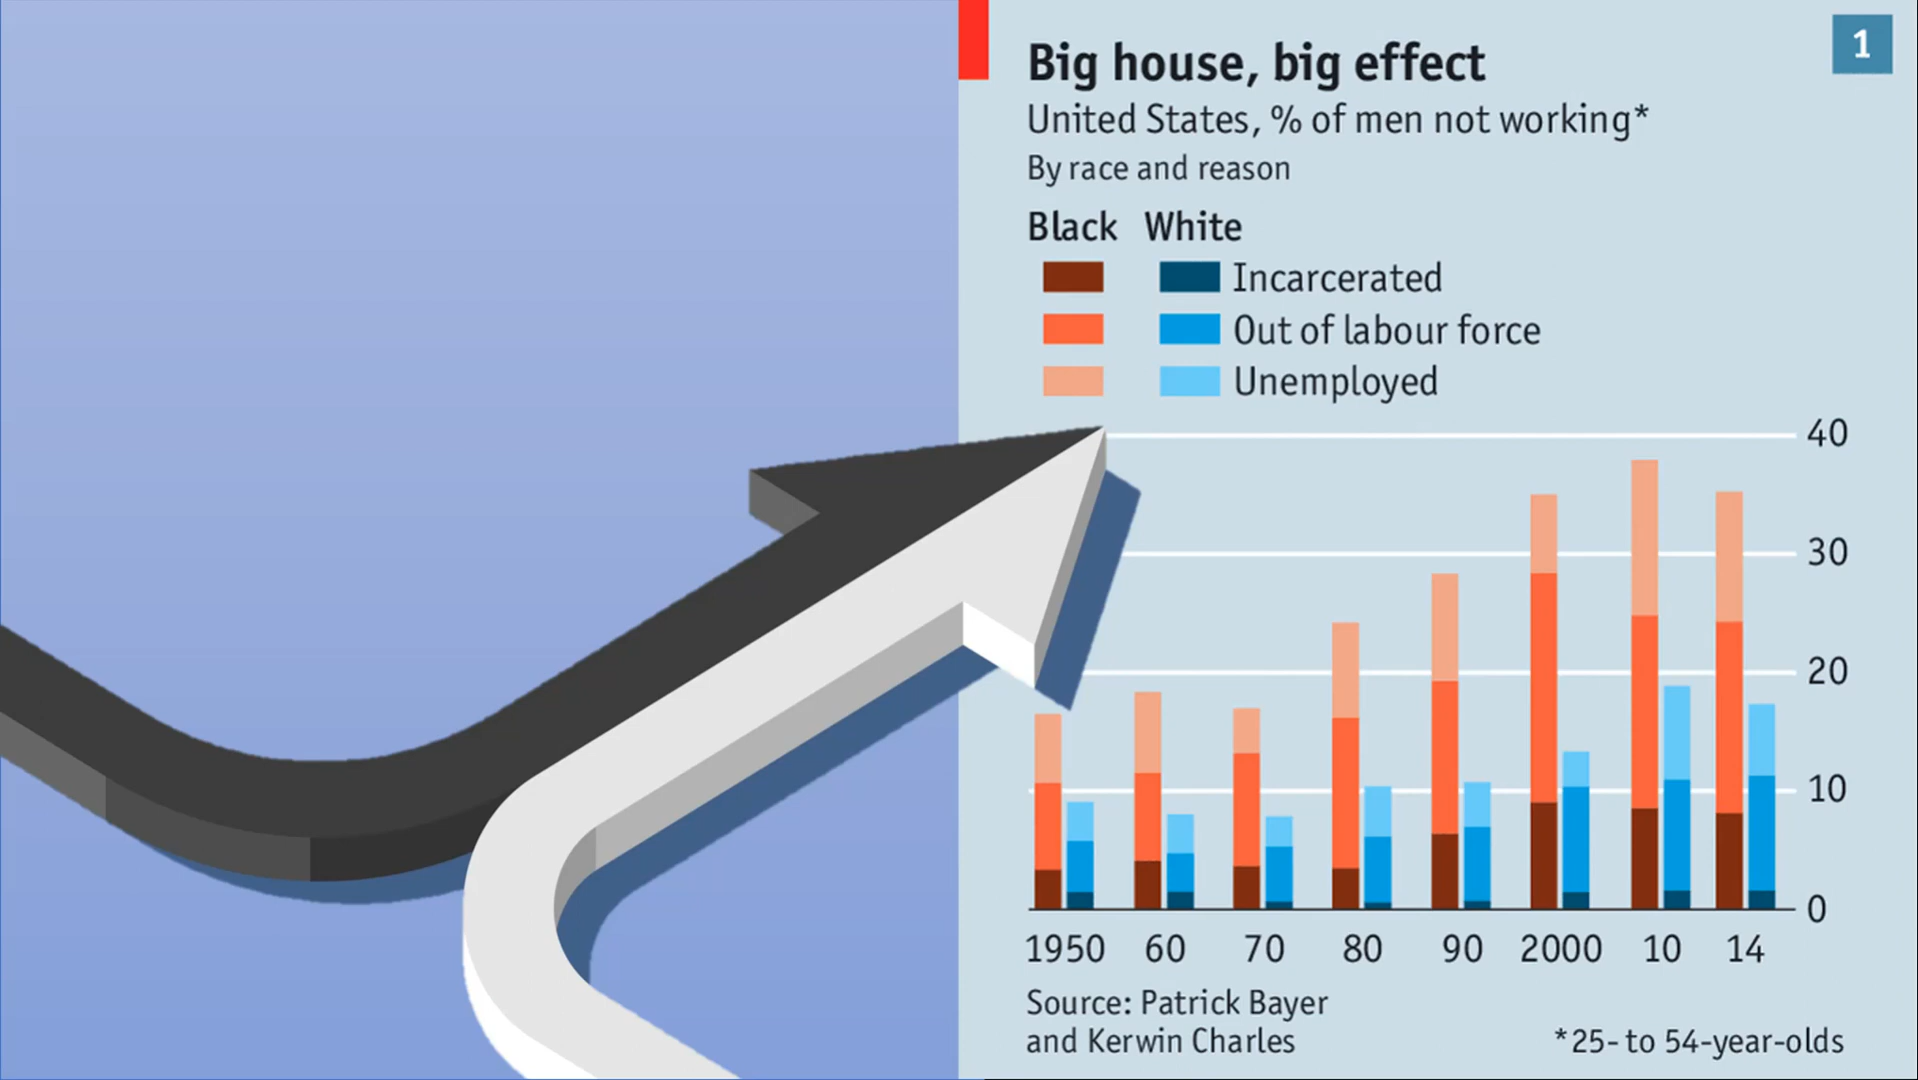 1
Big house, big effect
United States, % of men not working*
By race and reason
Black White
Incarcerated
Out of labour force
Unemployed
40
30
20
10
0
1950 60 70 80 90 2000 10 14
Source: Patrick Bayer
and Kerwin Charles
*25- to 54-year-olds